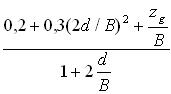 0,2 + 0,3(2d / B)² + z_g / B
1 + 2 d / B